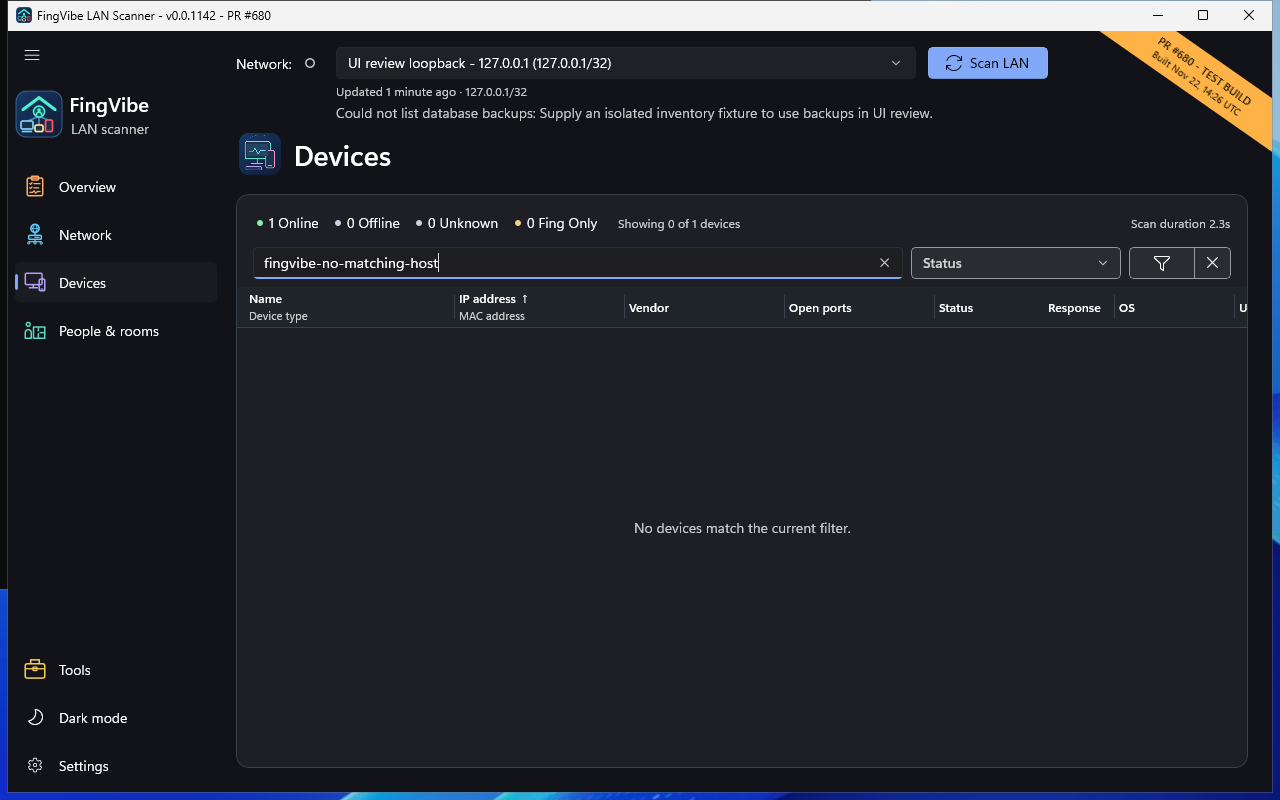 FingVibe LAN Scanner - v0.0.1142 - PR #680
Network:
UI review loopback - 127.0.0.1 (127.0.0.1/32)
Scan LAN
PR #680 - TEST BUILD
Built Nov 22, 14:26 UTC
Updated 1 minute ago · 127.0.0.1/32
Could not list database backups: Supply an isolated inventory fixture to use backups in UI review.
FingVibe
LAN scanner
Devices
Overview
Network
Devices
People & rooms
1 Online
0 Offline
0 Unknown
0 Fing Only
Showing 0 of 1 devices
Scan duration 2.3s
fingvibe-no-matching-host
Status
Name
Device type
IP address ↑
MAC address
Vendor
Open ports
Status
Response
OS
U
No devices match the current filter.
Tools
Dark mode
Settings